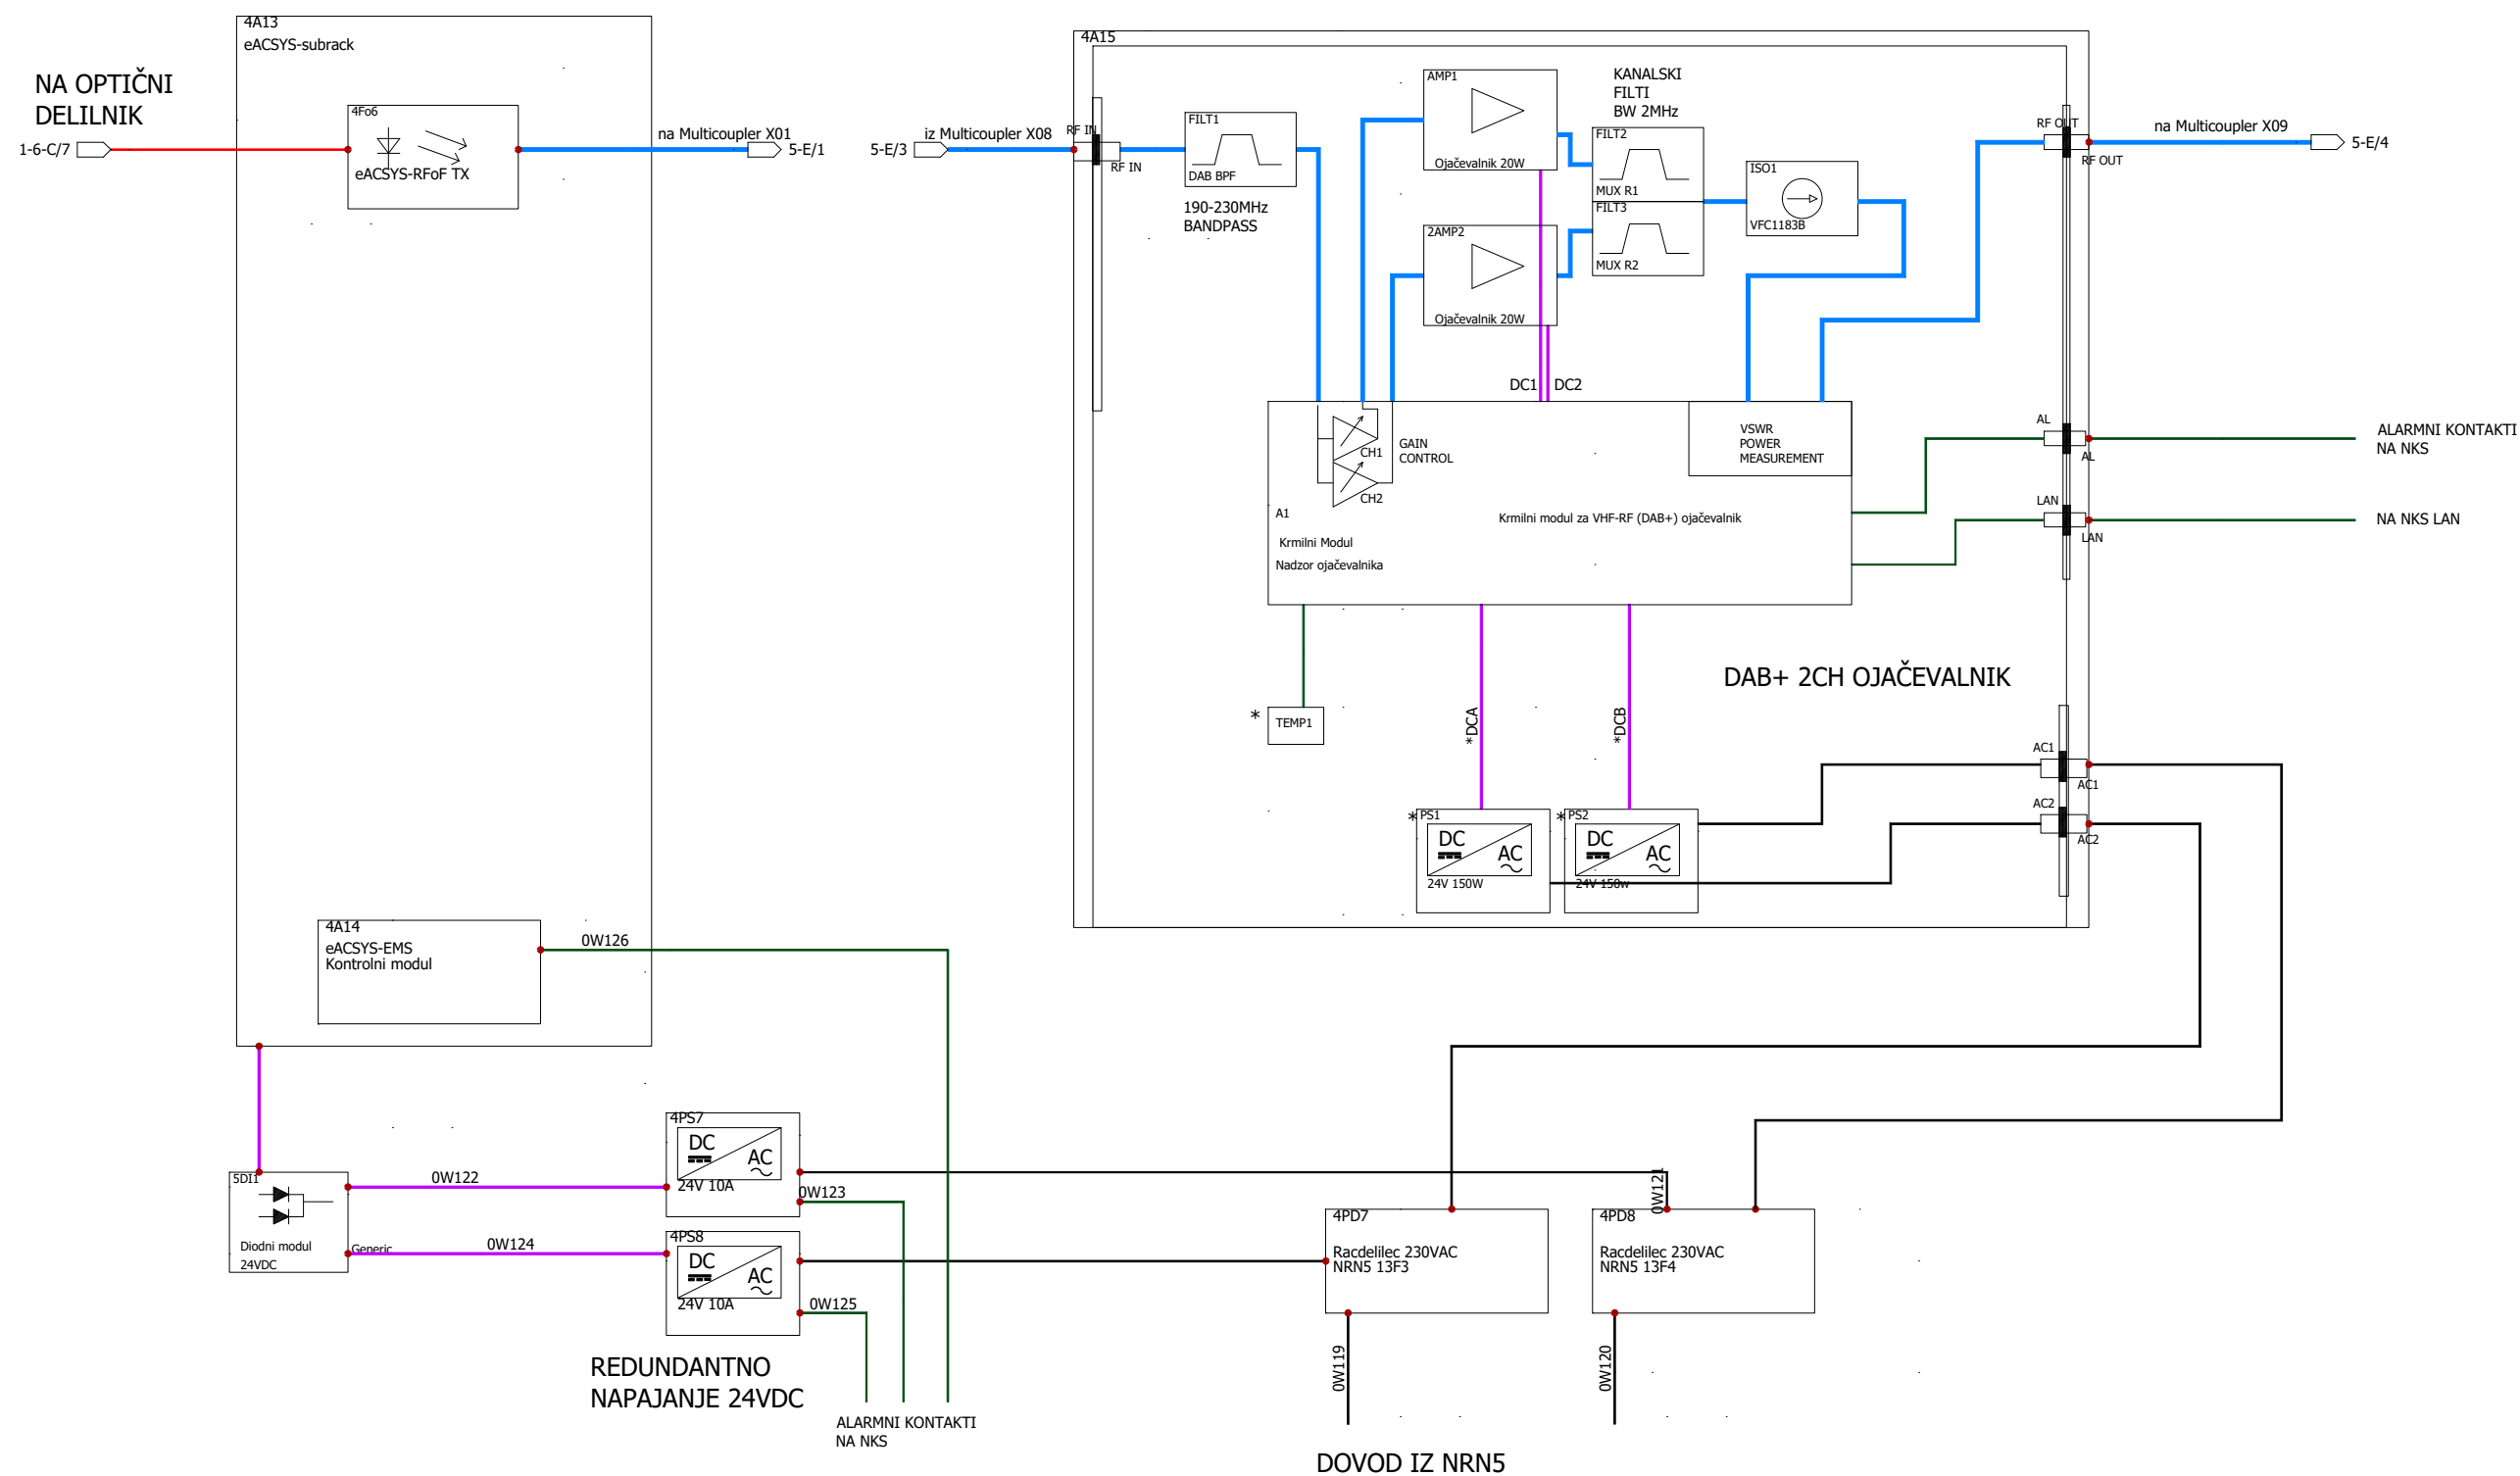 4A13
eACSYS-subrack
NA OPTIČNI
DELILNIK
1-6-C/7
4Fo6
eACSYS-RFoF TX
na Multicoupler X01
5-E/1
4A14
eACSYS-EMS
Kontrolni modul
0W126
5DI1
Diodni modul
24VDC
Generic
0W122
0W124
4PS7
DC
AC
24V 10A
0W123
4PS8
DC
AC
24V 10A
0W125
REDUNDANTNO
NAPAJANJE 24VDC
ALARMNI KONTAKTI
NA NKS
5-E/3
iz Multicoupler X08
4A15
RF IN
RF IN
FILT1
DAB BPF
190-230MHz
BANDPASS
AMP1
Ojačevalnik 20W
2AMP2
Ojačevalnik 20W
KANALSKI
FILTI
BW 2MHz
FILT2
MUX R1
FILT3
MUX R2
ISO1
VFC1183B
DC1
DC2
CH1
CH2
GAIN
CONTROL
VSWR
POWER
MEASUREMENT
A1
Krmilni modul za VHF-RF (DAB+) ojačevalnik
Krmilni Modul
Nadzor ojačevalnika
*
TEMP1
*DCA
*DCB
DAB+ 2CH OJAČEVALNIK
*
PS1
DC
AC
24V 150W
*
PS2
DC
AC
24V 150w
RF OUT
RF OUT
na Multicoupler X09
5-E/4
AL
AL
ALARMNI KONTAKTI
NA NKS
LAN
LAN
NA NKS LAN
AC1
AC1
AC2
AC2
0W121
4PD7
Racdelilec 230VAC
NRN5 13F3
4PD8
Racdelilec 230VAC
NRN5 13F4
0W119
0W120
DOVOD IZ NRN5